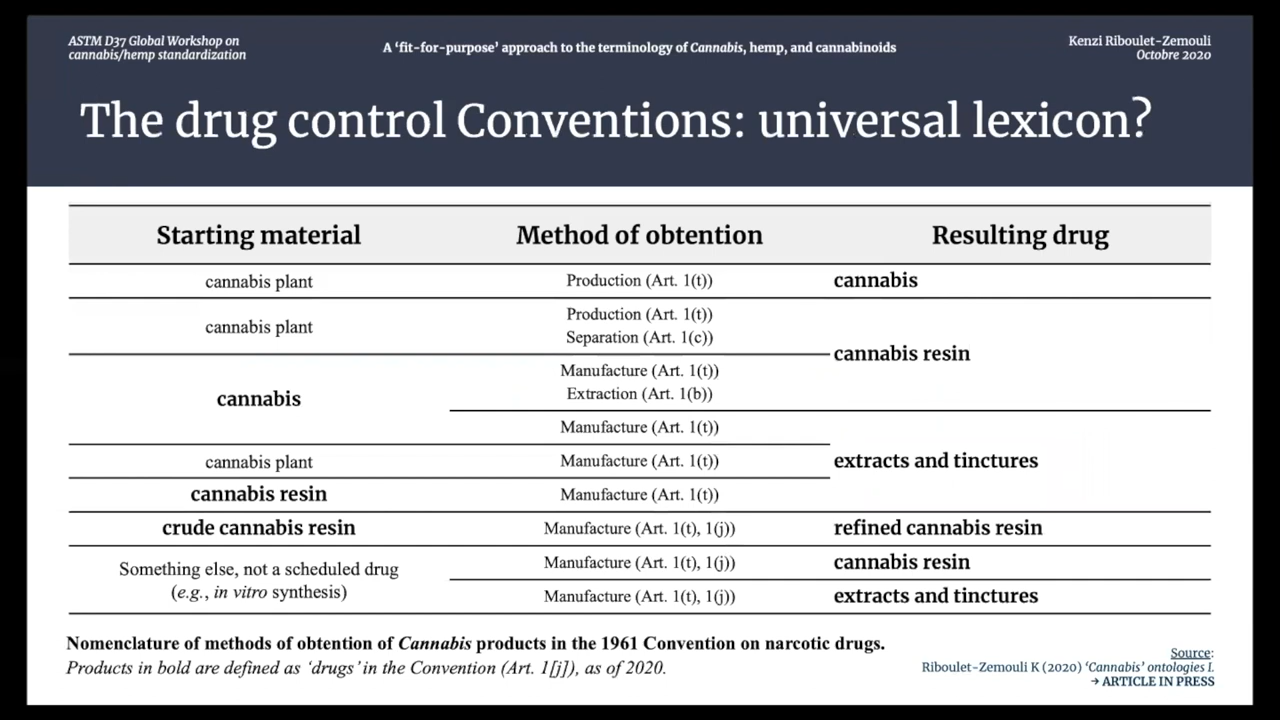 ASTM D37 Global Workshop on
cannabis/hemp standardization
A ‘fit-for-purpose’ approach to the terminology of Cannabis, hemp, and cannabinoids
Kenzi Riboulet-Zemouli
Octobre 2020
The drug control Conventions: universal lexicon?
Starting material Method of obtention Resulting drug
cannabis plant Production (Art. 1(t)) cannabis
cannabis plant
Production (Art. 1(t))
Separation (Art. 1(c))
cannabis resin
cannabis
Manufacture (Art. 1(t))
Extraction (Art. 1(b))
Manufacture (Art. 1(t))
cannabis plant Manufacture (Art. 1(t)) extracts and tinctures
cannabis resin Manufacture (Art. 1(t))
crude cannabis resin Manufacture (Art. 1(t), 1(j)) refined cannabis resin
Something else, not a scheduled drug
(e.g., in vitro synthesis)
Manufacture (Art. 1(t), 1(j)) cannabis resin
Manufacture (Art. 1(t), 1(j)) extracts and tinctures
Nomenclature of methods of obtention of Cannabis products in the 1961 Convention on narcotic drugs.
Products in bold are defined as ‘drugs’ in the Convention (Art. 1[j]), as of 2020.
Source:
Riboulet-Zemouli K (2020) ‘Cannabis’ ontologies I.
→ ARTICLE IN PRESS